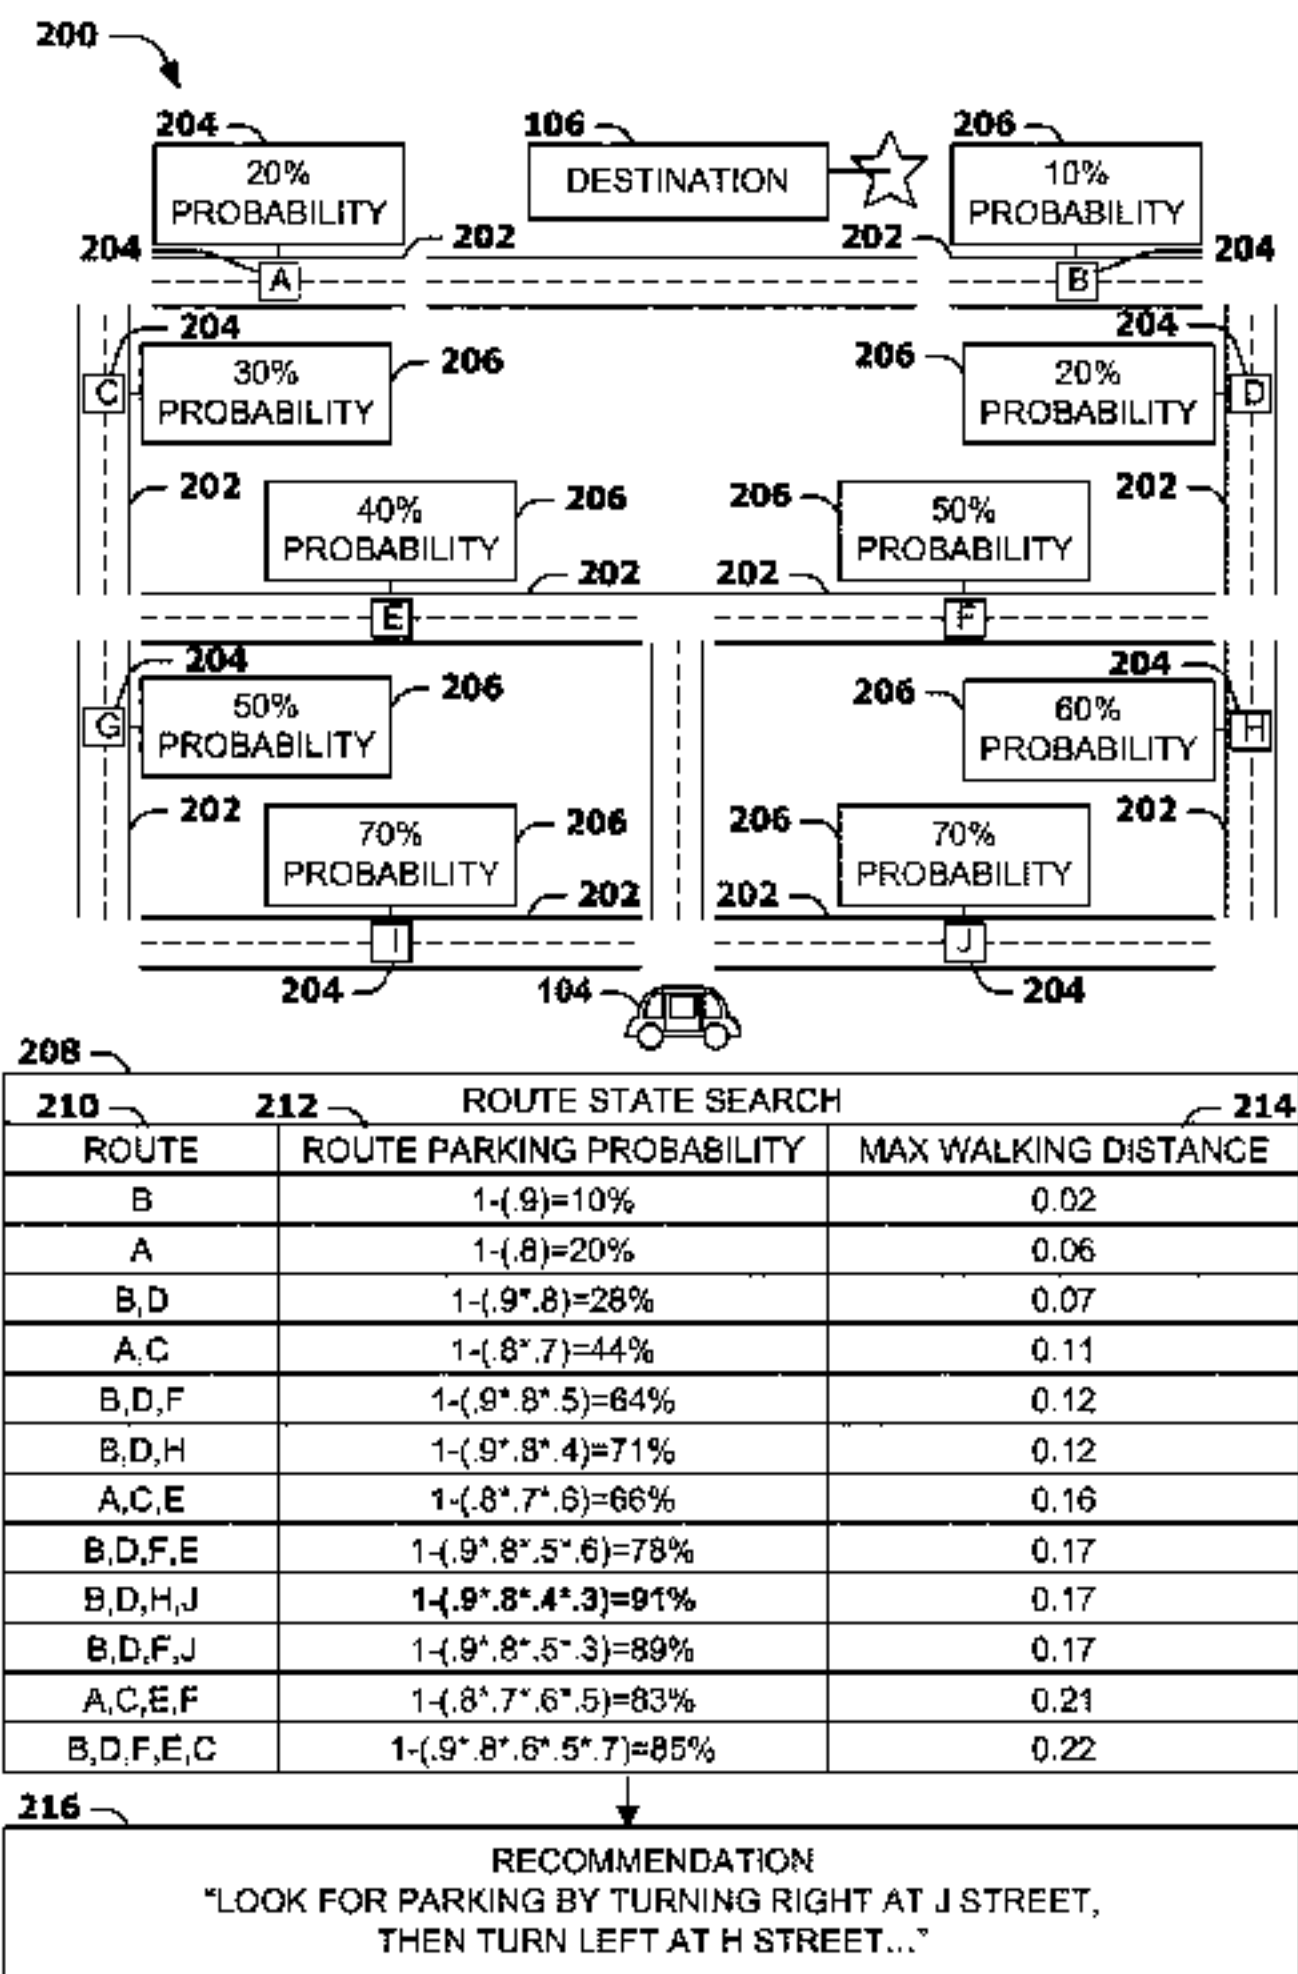 200
204 106 206
20% DESTINATION 10%
PROBABILITY PROBABILITY
204 202 202 204
A B
204 204
C 30% 206 206 20% D
PROBABILITY PROBABILITY
202 40% 206 206 50% 202
PROBABILITY PROBABILITY
202 202
E F
204 204
G 50% 206 206 60% H
PROBABILITY PROBABILITY
202 70% 206 206 70% 202
PROBABILITY PROBABILITY
202 202
I J
204 104 204
208
ROUTE STATE SEARCH
210 212 214
ROUTE ROUTE PARKING PROBABILITY MAX WALKING DISTANCE
B 1-(.9)=10% 0.02
A 1-(.8)=20% 0.06
B,D 1-(.9*.8)=28% 0.07
A,C 1-(.8*.7)=44% 0.11
B,D,F 1-(.9*.8*.5)=64% 0.12
B,D,H 1-(.9*.8*.4)=71% 0.12
A,C,E 1-(.8*.7*.6)=66% 0.16
B,D,F,E 1-(.9*.8*.5*.6)=78% 0.17
B,D,H,J 1-(.9*.8*.4*.3)=91% 0.17
B,D,F,J 1-(.9*.8*.5*.3)=89% 0.17
A,C,E,F 1-(.8*.7*.6*.5)=83% 0.21
B,D,F,E,C 1-(.9*.8*.6*.5*.7)=85% 0.22
216
RECOMMENDATION
"LOOK FOR PARKING BY TURNING RIGHT AT J STREET,
THEN TURN LEFT AT H STREET..."